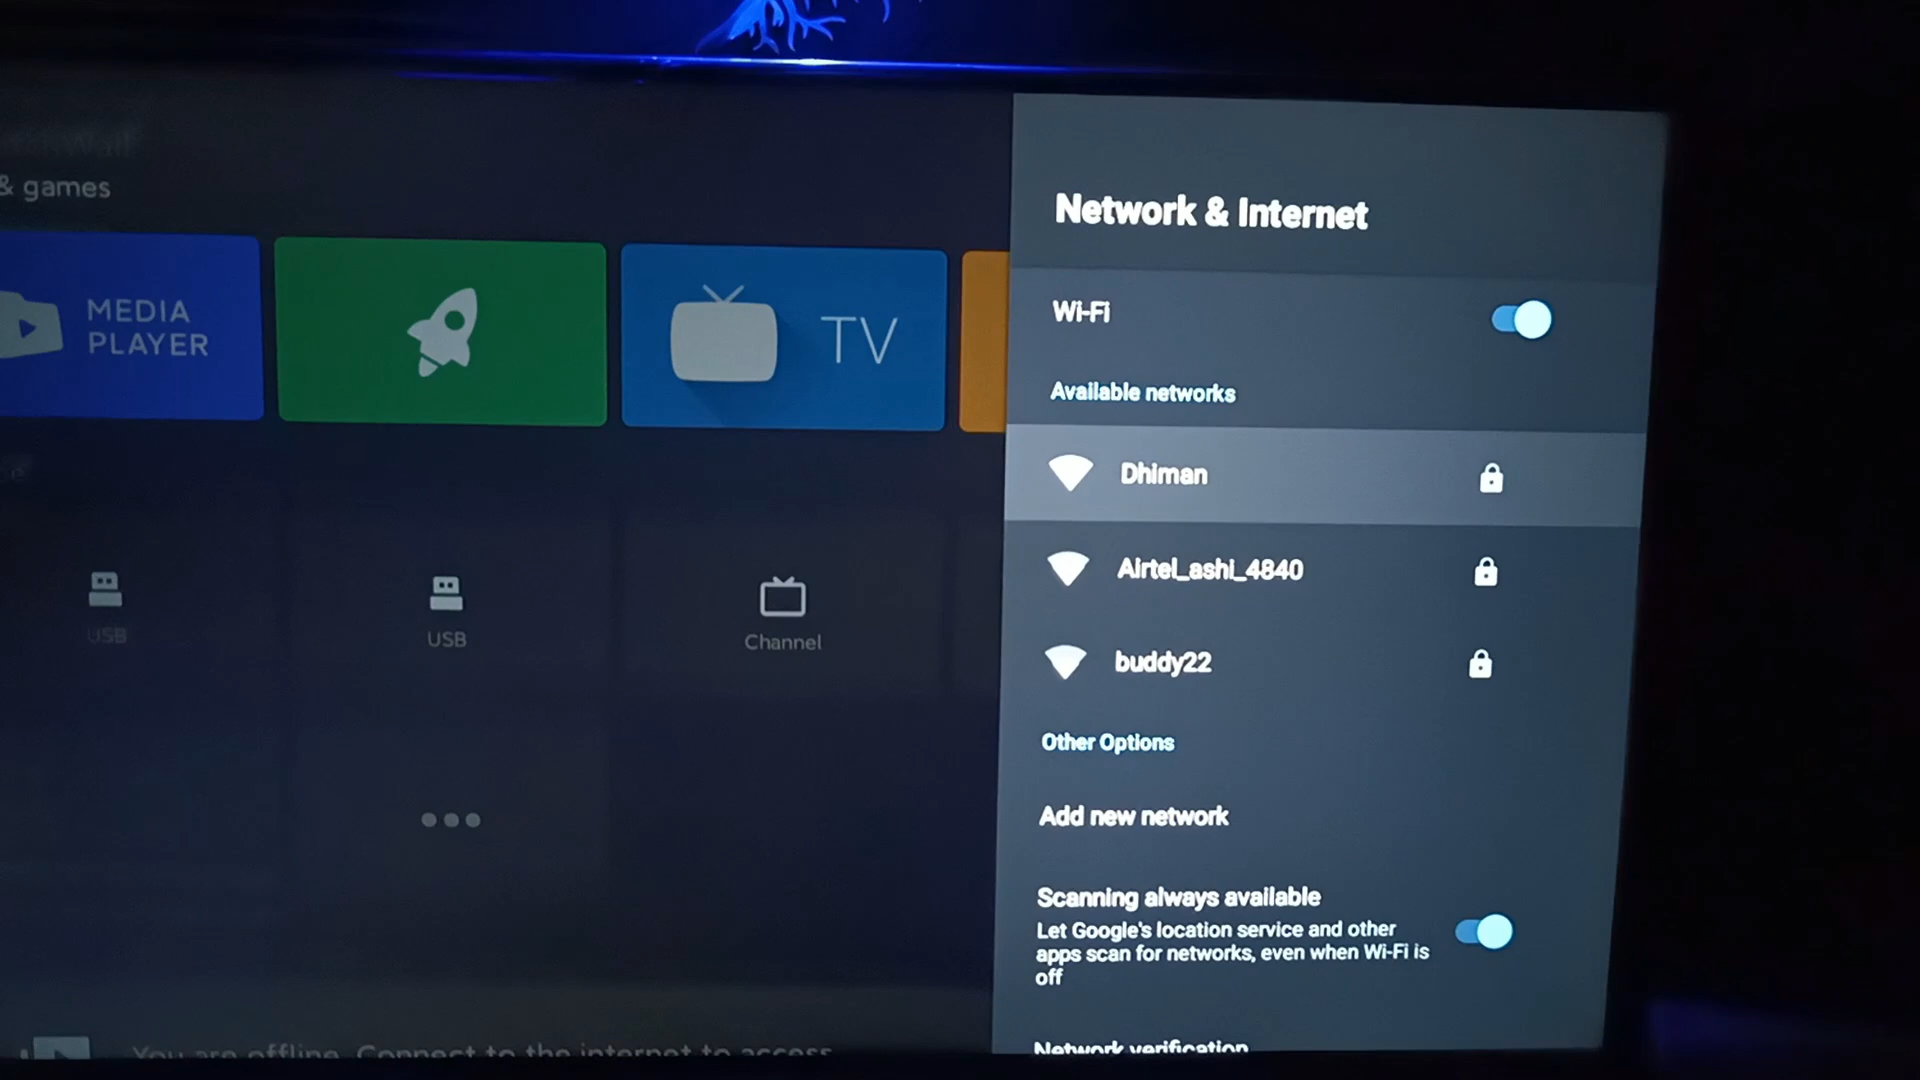 & games
MEDIA
PLAYER
TV
USB
USB
Channel
You are offline. Connect to the internet to access
Network & Internet
Wi-Fi
Available networks
Dhiman
Airtel_ashi_4840
buddy22
Other Options
Add new network
Scanning always available
Let Google's location service and other
apps scan for networks, even when Wi-Fi is
off
Network verification